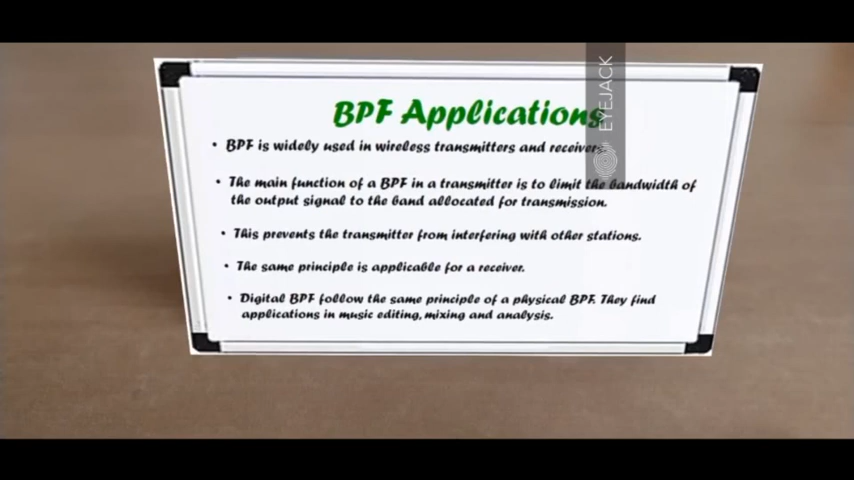 BPF Applications
• BPF is widely used in wireless transmitters and receivers.
• The main function of a BPF in a transmitter is to limit the bandwidth of
the output signal to the band allocated for transmission.
• This prevents the transmitter from interfering with other stations.
• The same principle is applicable for a receiver.
• Digital BPF follow the same principle of a physical BPF. They find
applications in music editing, mixing and analysis.
EYEJACK